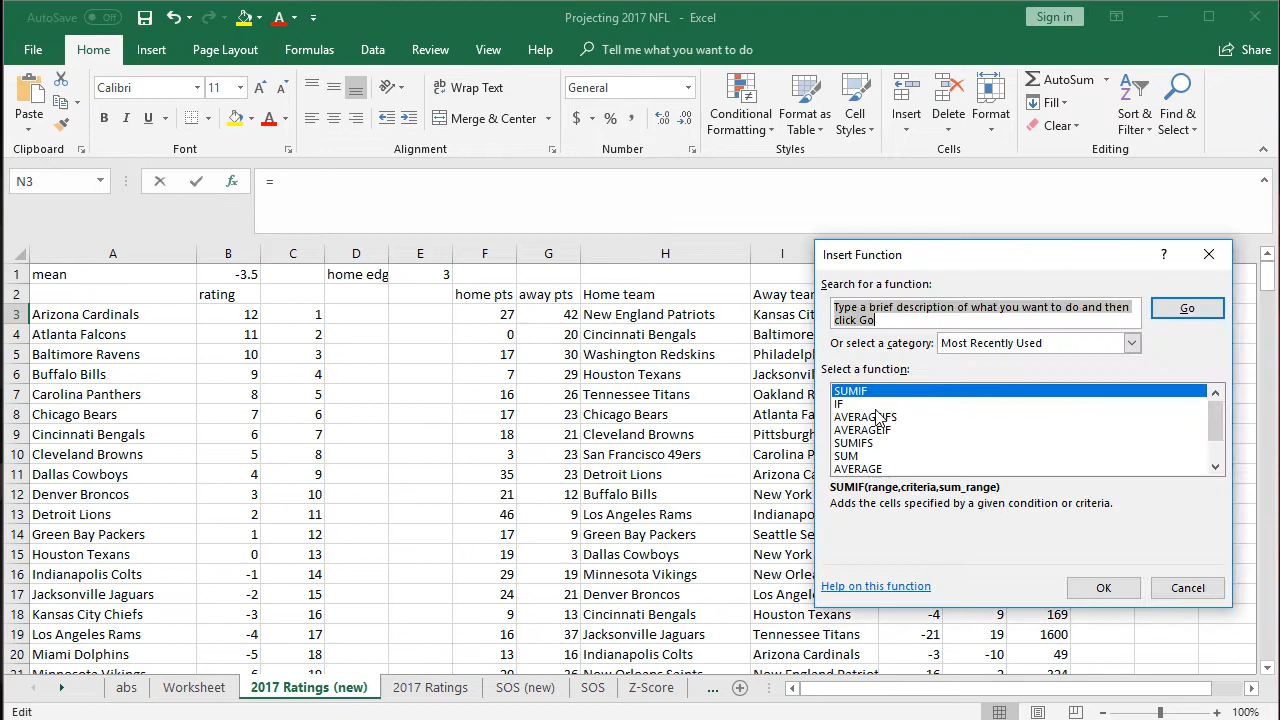 AutoSave Off Projecting 2017 NFL - Excel Sign in
File Home Insert Page Layout Formulas Data Review View Help Tell me what you want to do Share
Paste Calibri 11 A A Wrap Text General Conditional Formatting Format as Table Cell Styles Insert Delete Format AutoSum Fill Clear Sort & Filter Find & Select
B I U A Merge & Center $ % ,
Clipboard Font Alignment Number Styles Cells Editing
N3 fx =
A B C D E F G H I
1 mean -3.5 home edg 3
2 rating home pts away pts Home team Away tea
3 Arizona Cardinals 12 1 27 42 New England Patriots Kansas C
4 Atlanta Falcons 11 2 0 20 Cincinnati Bengals Baltimore
5 Baltimore Ravens 10 3 17 30 Washington Redskins Philadelp
6 Buffalo Bills 9 4 7 29 Houston Texans Jacksonvil
7 Carolina Panthers 8 5 16 26 Tennessee Titans Oakland R
8 Chicago Bears 7 6 17 23 Chicago Bears Atlanta Fa
9 Cincinnati Bengals 6 7 18 21 Cleveland Browns Pittsburgh
10 Cleveland Browns 5 8 3 23 San Francisco 49ers Carolina P
11 Dallas Cowboys 4 9 35 23 Detroit Lions Arizona Ca
12 Denver Broncos 3 10 21 12 Buffalo Bills New York
13 Detroit Lions 2 11 46 9 Los Angeles Rams Indianapo
14 Green Bay Packers 1 12 17 9 Green Bay Packers Seattle Se
15 Houston Texans 0 13 19 3 Dallas Cowboys New York
16 Indianapolis Colts -1 14 29 19 Minnesota Vikings New Orle
17 Jacksonville Jaguars -2 15 24 21 Denver Broncos Los Angel
18 Kansas City Chiefs -3 16 9 13 Cincinnati Bengals Houston Texans -4 9 169
19 Los Angeles Rams -4 17 16 37 Jacksonville Jaguars Tennessee Titans -21 19 1600
20 Miami Dolphins -5 18 13 16 Indianapolis Colts Arizona Cardinals -3 -10 49
21 Minnesota Vikings -6 19 20 36 New Orleans Saints New England Patriots -16 2 324
Insert Function ?
Search for a function:
Type a brief description of what you want to do and then click Go
Go
Or select a category: Most Recently Used
Select a function:
SUMIF
IF
AVERAGEIFS
AVERAGEIF
SUMIFS
SUM
AVERAGE
SUMIF(range,criteria,sum_range)
Adds the cells specified by a given condition or criteria.
Help on this function OK Cancel
abs Worksheet 2017 Ratings (new) 2017 Ratings SOS (new) SOS Z-Score ...
Edit 100%